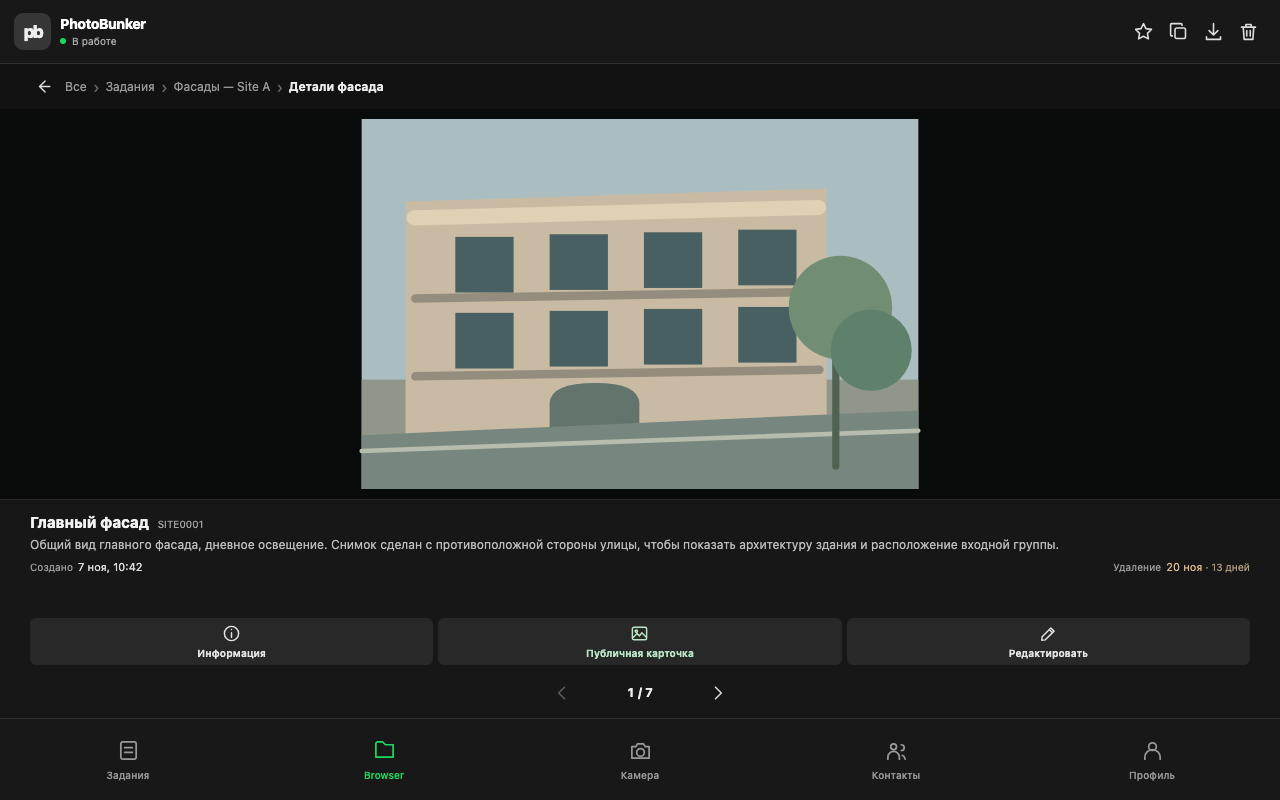 pb
PhotoBunker
В работе
Все › Задания › Фасады — Site A › Детали фасада
Главный фасад SITE0001
Общий вид главного фасада, дневное освещение. Снимок сделан с противоположной стороны улицы, чтобы показать архитектуру здания и расположение входной группы.
Создано 7 ноя, 10:42
Удаление 20 ноя · 13 дней
Информация
Публичная карточка
Редактировать
1 / 7
Задания
Browser
Камера
Контакты
Профиль